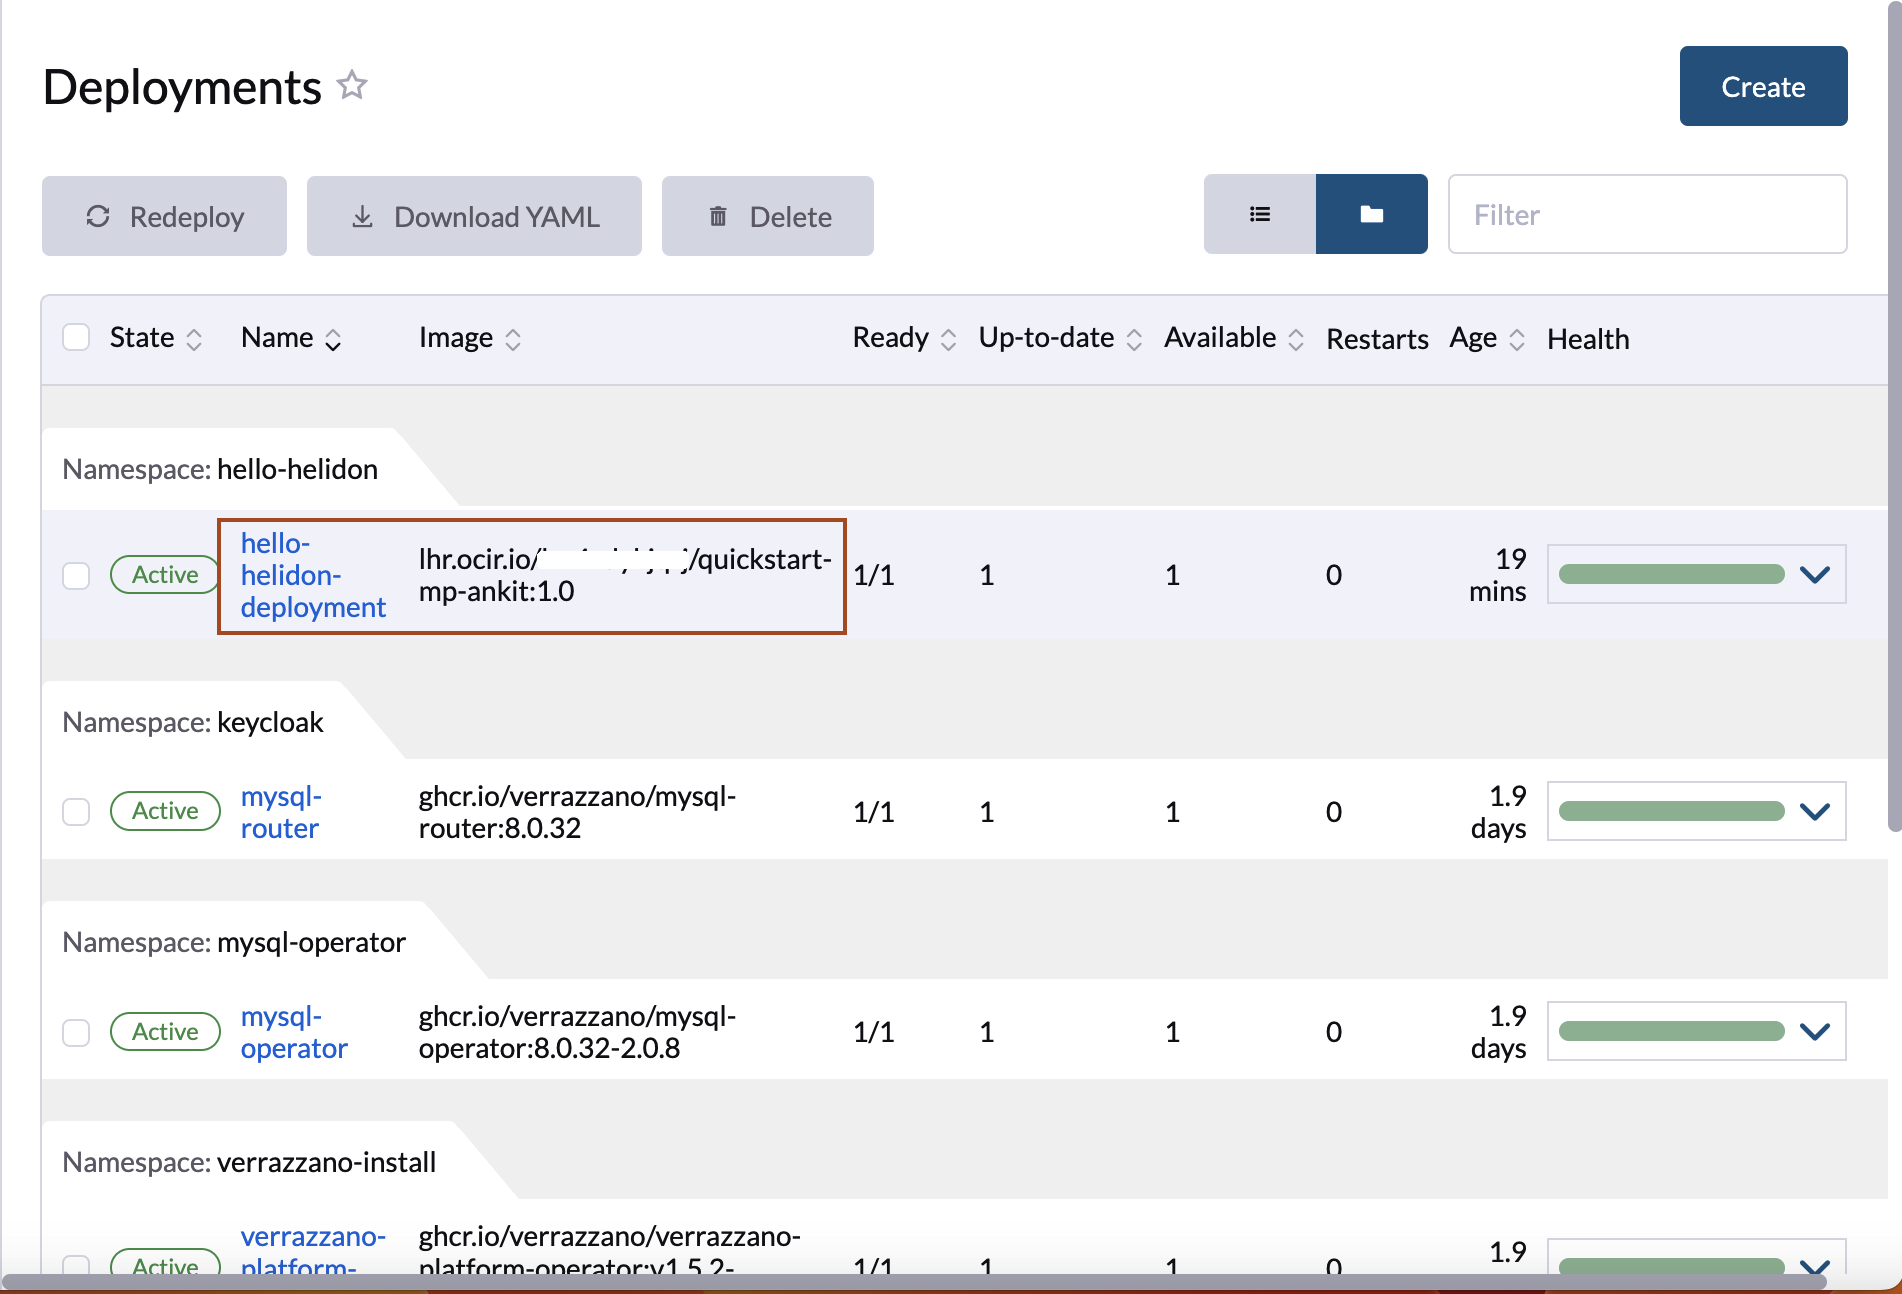 Deployments
Create
Redeploy
Download YAML
Delete
Filter
State Name Image Ready Up-to-date Available Restarts Age Health
Namespace: hello-helidon
Active
hello-
helidon-
deployment
lhr.ocir.io/ /quickstart-
mp-ankit:1.0
1/1 1 1 0
19
mins
Namespace: keycloak
Active
mysql-
router
ghcr.io/verrazzano/mysql-
router:8.0.32
1/1 1 1 0
1.9
days
Namespace: mysql-operator
Active
mysql-
operator
ghcr.io/verrazzano/mysql-
operator:8.0.32-2.0.8
1/1 1 1 0
1.9
days
Namespace: verrazzano-install
Active
verrazzano-
platform-
ghcr.io/verrazzano/verrazzano-
platform-operator:v1.5.2-
1/1 1 1 0
1.9